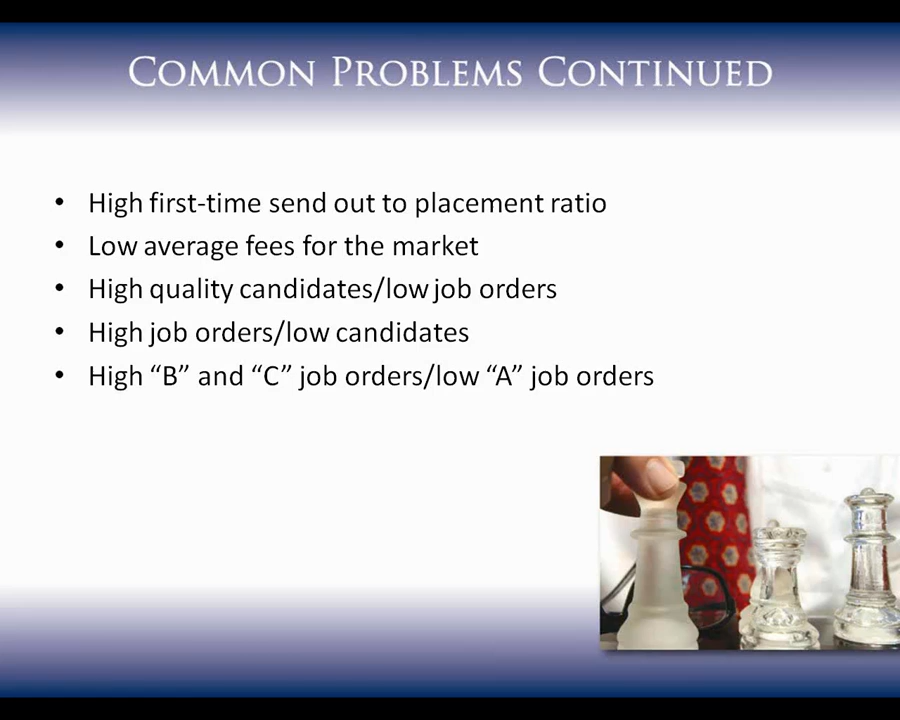 COMMON PROBLEMS CONTINUED
• High first-time send out to placement ratio
• Low average fees for the market
• High quality candidates/low job orders
• High job orders/low candidates
• High “B” and “C” job orders/low “A” job orders